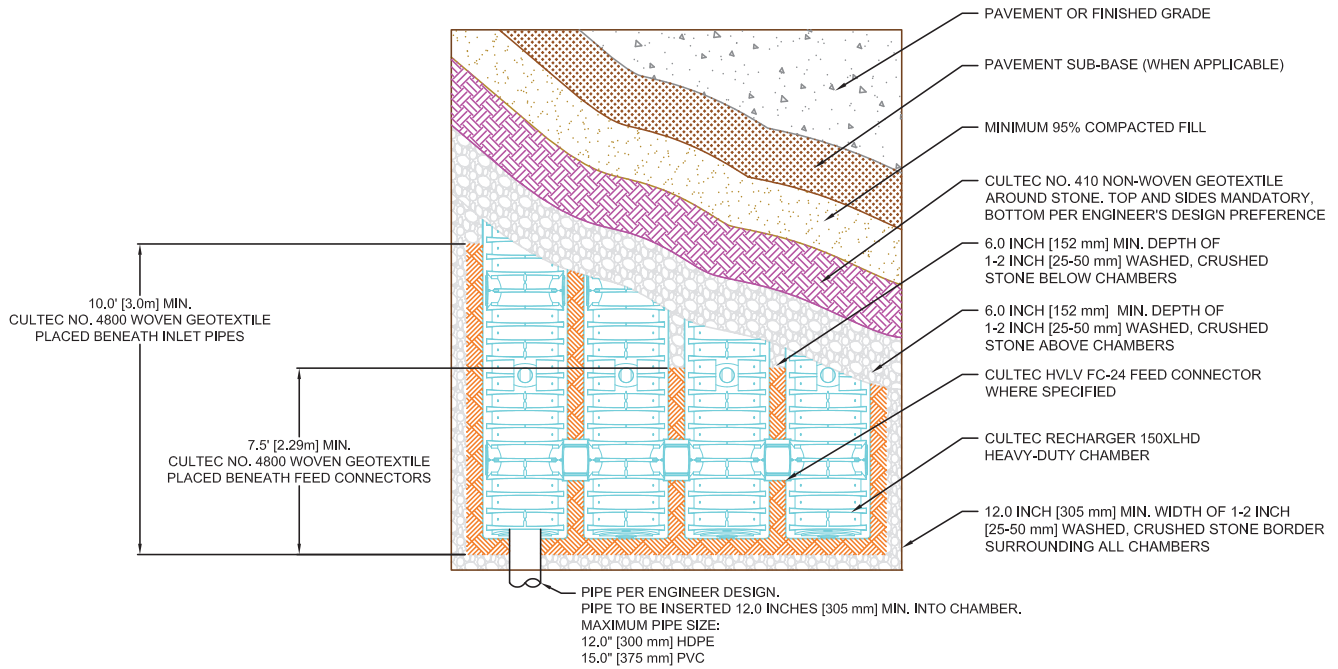 PAVEMENT OR FINISHED GRADE
PAVEMENT SUB-BASE (WHEN APPLICABLE)
MINIMUM 95% COMPACTED FILL
CULTEC NO. 410 NON-WOVEN GEOTEXTILE
AROUND STONE. TOP AND SIDES MANDATORY,
BOTTOM PER ENGINEER'S DESIGN PREFERENCE
6.0 INCH [152 mm] MIN. DEPTH OF
1-2 INCH [25-50 mm] WASHED, CRUSHED
STONE BELOW CHAMBERS
6.0 INCH [152 mm] MIN. DEPTH OF
1-2 INCH [25-50 mm] WASHED, CRUSHED
STONE ABOVE CHAMBERS
CULTEC HVLV FC-24 FEED CONNECTOR
WHERE SPECIFIED
CULTEC RECHARGER 150XLHD
HEAVY-DUTY CHAMBER
12.0 INCH [305 mm] MIN. WIDTH OF 1-2 INCH
[25-50 mm] WASHED, CRUSHED STONE BORDER
SURROUNDING ALL CHAMBERS
10.0' [3.0m] MIN.
CULTEC NO. 4800 WOVEN GEOTEXTILE
PLACED BENEATH INLET PIPES
7.5' [2.29m] MIN.
CULTEC NO. 4800 WOVEN GEOTEXTILE
PLACED BENEATH FEED CONNECTORS
PIPE PER ENGINEER DESIGN.
PIPE TO BE INSERTED 12.0 INCHES [305 mm] MIN. INTO CHAMBER.
MAXIMUM PIPE SIZE:
12.0" [300 mm] HDPE
15.0" [375 mm] PVC